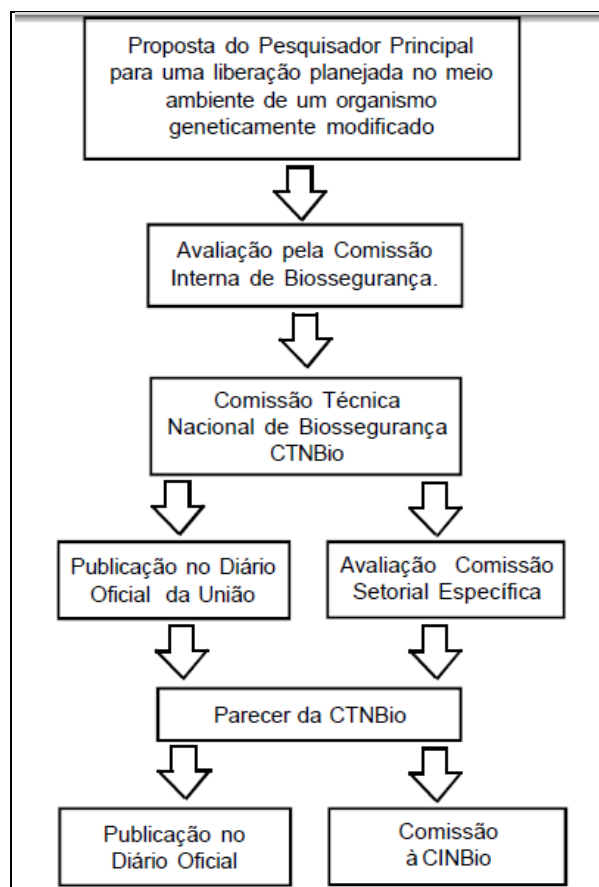 Proposta do Pesquisador Principal
para uma liberação planejada no meio
ambiente de um organismo
geneticamente modificado
Avaliação pela Comissão
Interna de Biossegurança.
Comissão Técnica
Nacional de Biossegurança
CTNBio
Publicação no Diário
Oficial da União
Avaliação Comissão
Setorial Específica
Parecer da CTNBio
Publicação no
Diário Oficial
Comissão
à CINBio